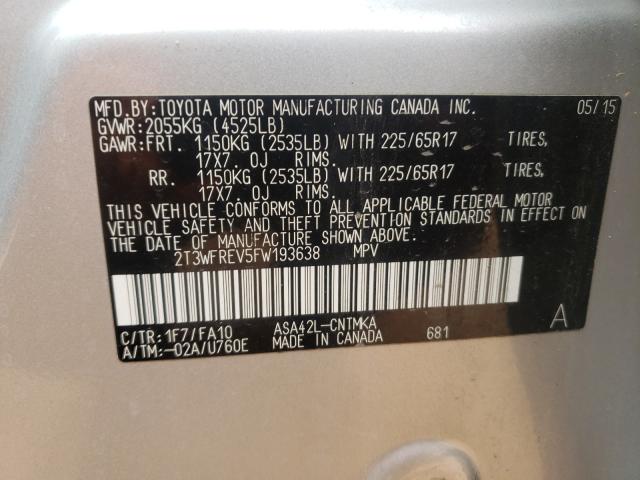 MFD.BY:TOYOTA MOTOR MANUFACTURING CANADA INC. 05/15
GVWR:2055KG (4525LB)
GAWR:FRT. 1150KG (2535LB) WITH 225/65R17 TIRES,
17X7.0J RIMS.
RR. 1150KG (2535LB) WITH 225/65R17 TIRES,
17X7.0J RIMS.
THIS VEHICLE CONFORMS TO ALL APPLICABLE FEDERAL MOTOR
VEHICLE SAFETY AND THEFT PREVENTION STANDARDS IN EFFECT ON
THE DATE OF MANUFACTURE SHOWN ABOVE.
2T3WFREV5FW193638 MPV
C/TR:1F7/FA10 ASA42L-CNTMKA A
A/TM:-02A/U760E MADE IN CANADA 681